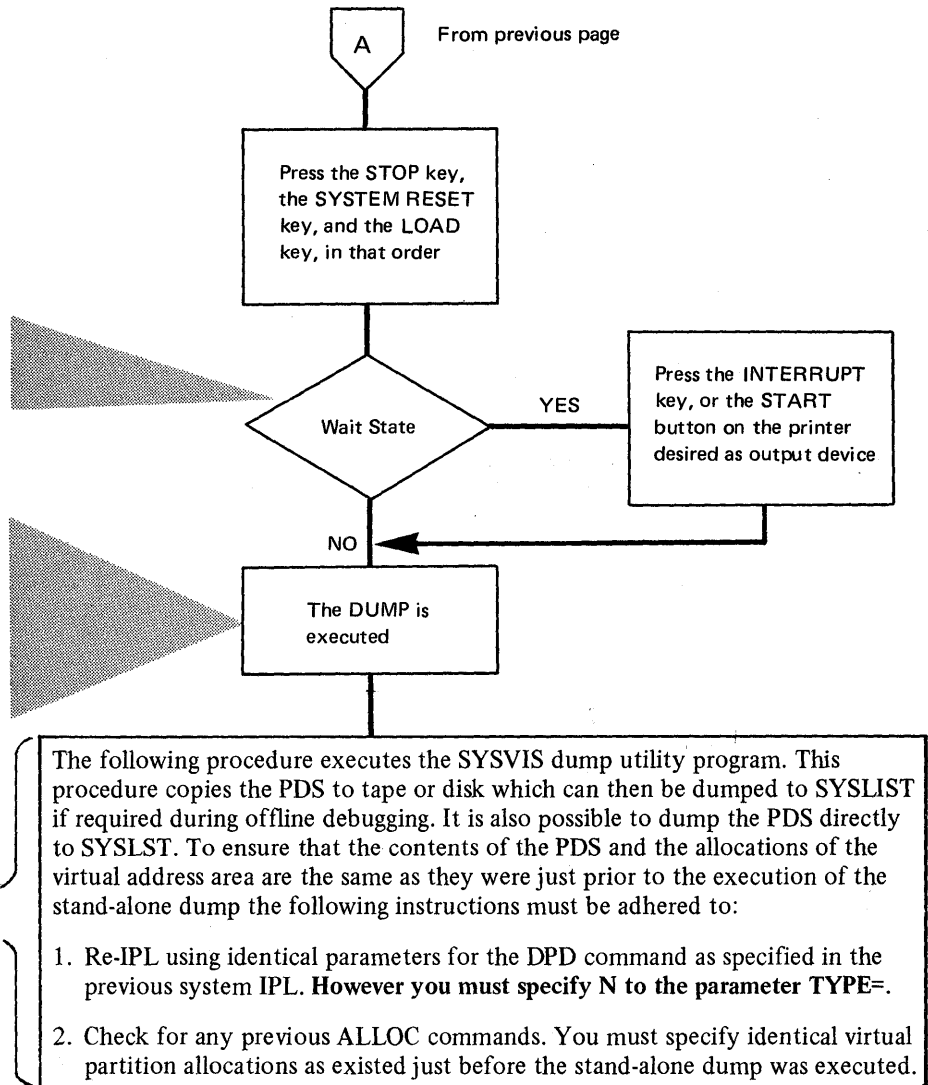 A
From previous page
Press the STOP key,
the SYSTEM RESET
key, and the LOAD
key, in that order
Wait State
YES
Press the INTERRUPT
key, or the START
button on the printer
desired as output device
NO
The DUMP is
executed
The following procedure executes the SYSVIS dump utility program. This
procedure copies the PDS to tape or disk which can then be dumped to SYSLIST
if required during offline debugging. It is also possible to dump the PDS directly
to SYSLST. To ensure that the contents of the PDS and the allocations of the
virtual address area are the same as they were just prior to the execution of the
stand-alone dump the following instructions must be adhered to:
1. Re-IPL using identical parameters for the DPD command as specified in the
previous system IPL. However you must specify N to the parameter TYPE=.
2. Check for any previous ALLOC commands. You must specify identical virtual
partition allocations as existed just before the stand-alone dump was executed.